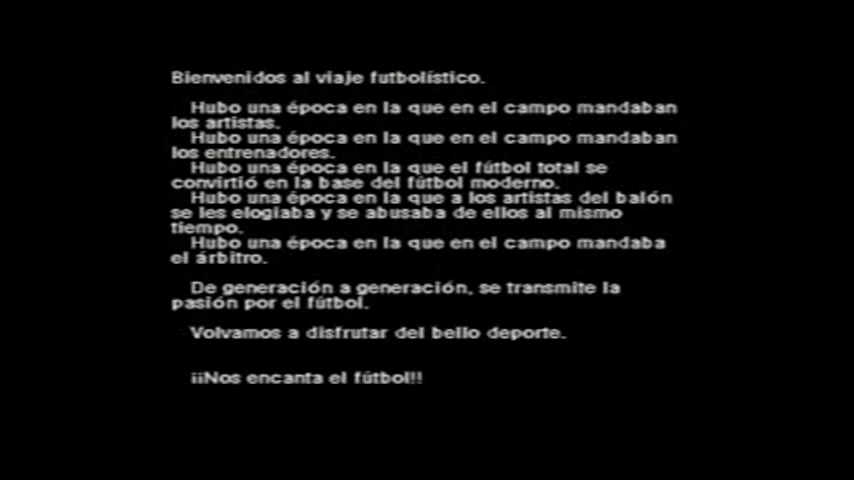 Bienvenidos al viaje futbolístico.
Hubo una época en la que en el campo mandaban
los artistas.
Hubo una época en la que en el campo mandaban
los entrenadores.
Hubo una época en la que el fútbol total se
convirtió en la base del fútbol moderno.
Hubo una época en la que a los artistas del balón
se les elogiaba y se abusaba de ellos al mismo
tiempo.
Hubo una época en la que en el campo mandaba
el árbitro.
De generación a generación, se transmite la
pasión por el fútbol.
Volvamos a disfrutar del bello deporte.
¡¡Nos encanta el fútbol!!